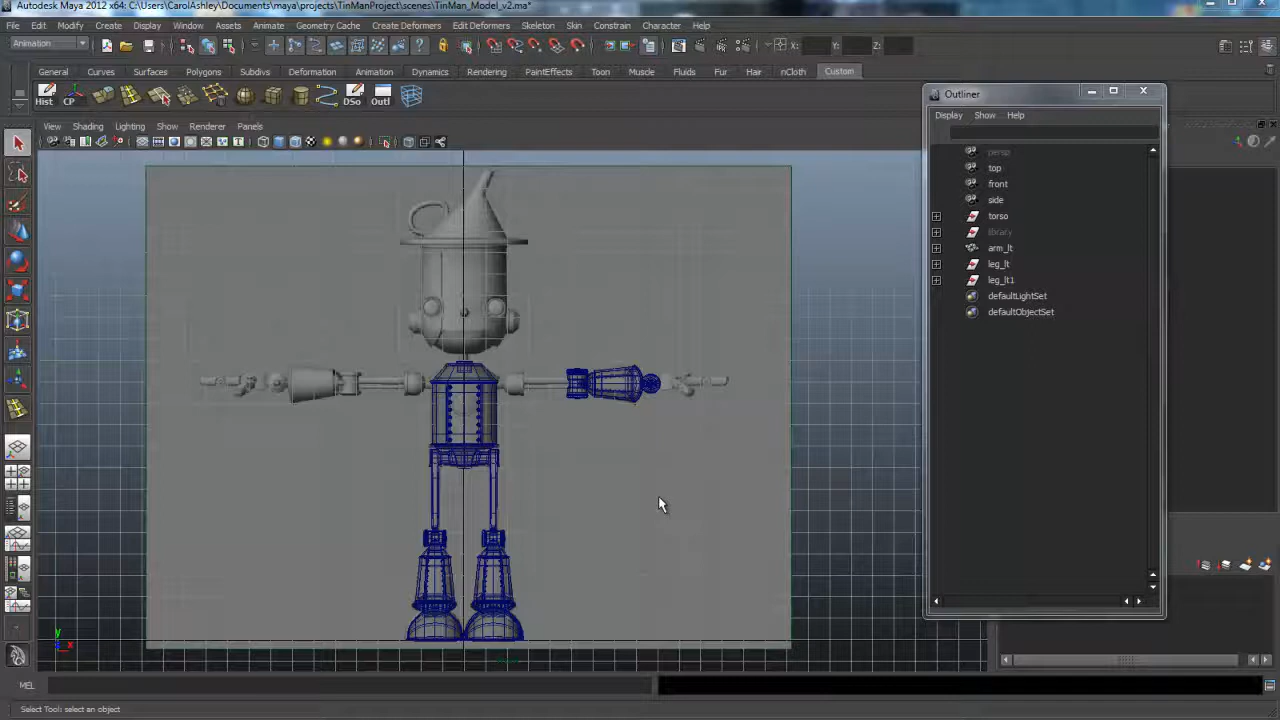 Autodesk Maya 2012 x64: C:\Users\CarolAshley\Documents\maya\projects\TinManProject\scenes\TinMan_Model_v2.ma*
File Edit Modify Create Display Window Assets Animate Geometry Cache Create Deformers Edit Deformers Skeleton Skin Constrain Character Muscle Help
Animation X: Y: Z:
General Curves Surfaces Polygons Subdivs Deformation Animation Dynamics Rendering PaintEffects Toon Muscle Fluids Fur Hair nCloth Custom
Hist CP DSo Outl
View Shading Lighting Show Renderer Panels
Outliner
Display Show Help
persp
top
front
side
torso
library
arm_lt
leg_lt
leg_lt1
defaultLightSet
defaultObjectSet
y
x
MEL
Select Tool: select an object